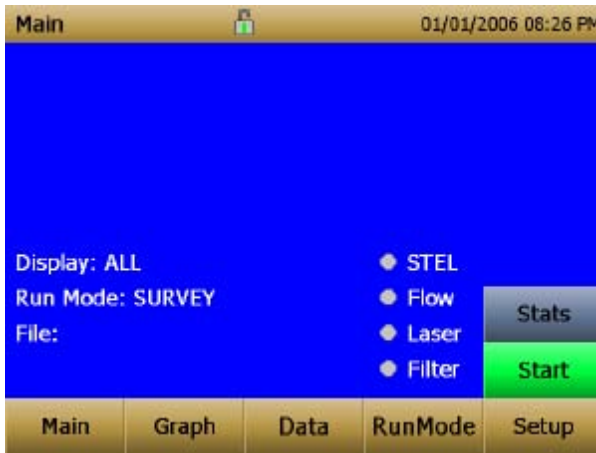 Main 01/01/2006 08:26 PM
Display: ALL
Run Mode: SURVEY
File:
STEL
Flow
Laser
Filter
Stats
Start
Main Graph Data RunMode Setup